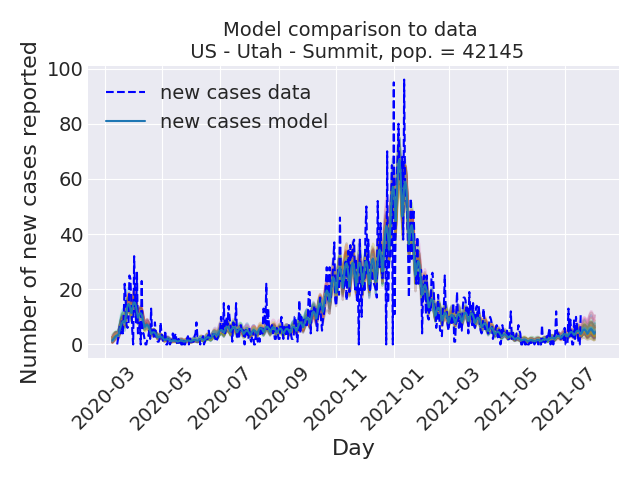 Model comparison to data
US - Utah - Summit, pop. = 42145
Number of new cases reported
100
80
60
40
20
0
new cases data
new cases model
2020-03
2020-05
2020-07
2020-09
2020-11
2021-01
2021-03
2021-05
2021-07
Day